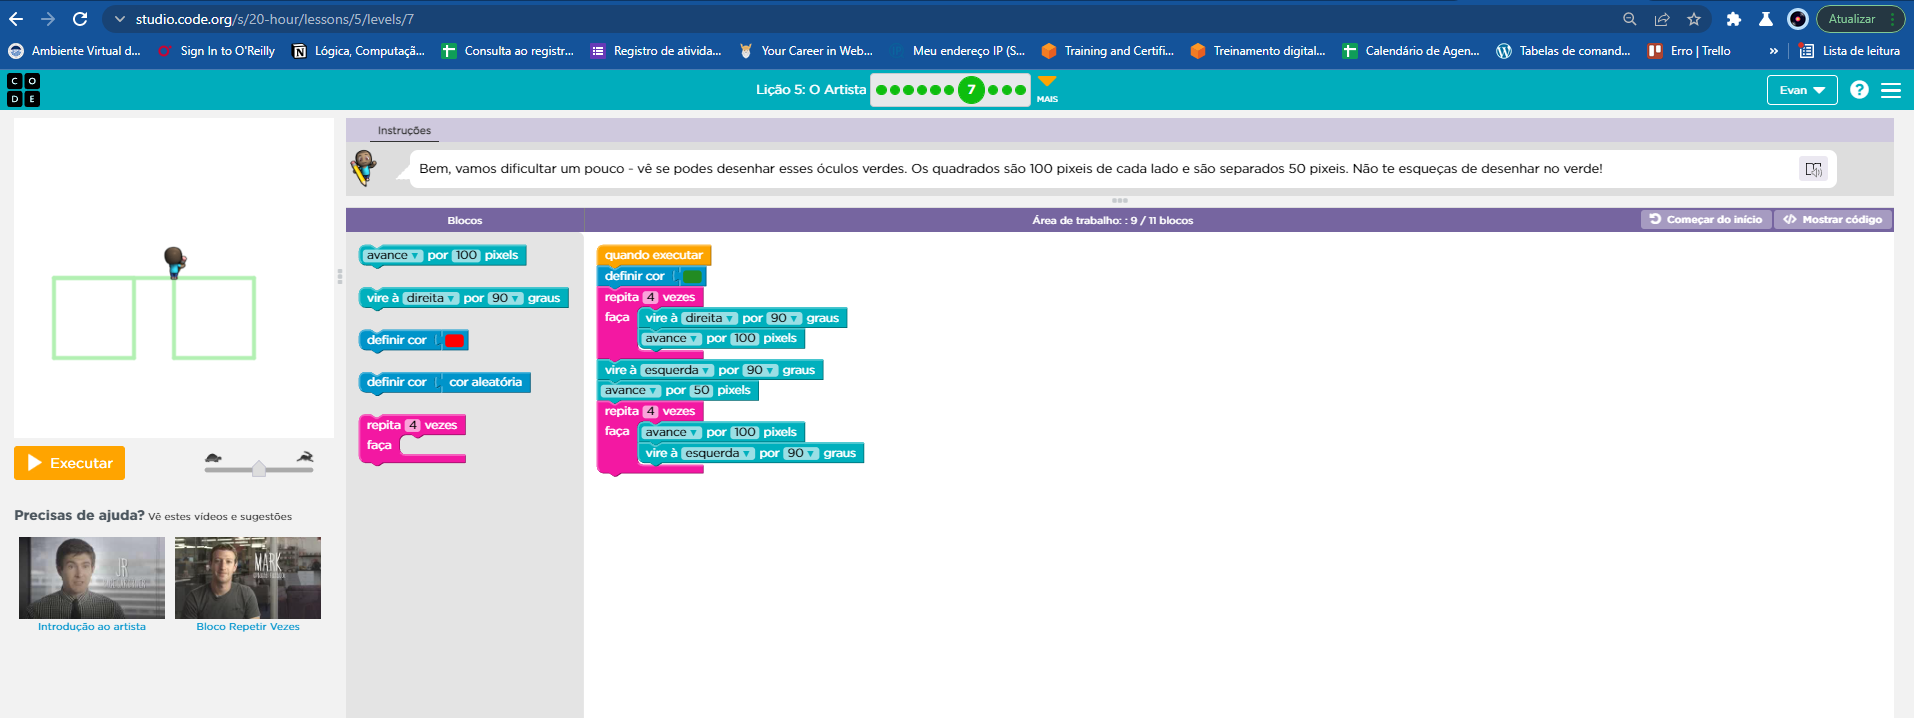 studio.code.org/s/20-hour/lessons/5/levels/7
Atualizar
Ambiente Virtual d...
Sign In to O'Reilly
Lógica, Computaçã...
Consulta ao registr...
Registro de ativida...
Your Career in Web...
Meu endereço IP (S...
Training and Certifi...
Treinamento digital...
Calendário de Agen...
Tabelas de comand...
Erro | Trello
»
Lista de leitura
C O
D E
Lição 5: O Artista
7
MAIS
Evan
?
Instruções
Bem, vamos dificultar um pouco - vê se podes desenhar esses óculos verdes. Os quadrados são 100 pixeis de cada lado e são separados 50 pixeis. Não te esqueças de desenhar no verde!
Blocos
Área de trabalho: : 9 / 11 blocos
Começar do início
</> Mostrar código
avance por 100 pixels
vire à direita por 90 graus
definir cor
definir cor cor aleatória
repita 4 vezes
faça
quando executar
definir cor
repita 4 vezes
faça vire à direita por 90 graus
avance por 100 pixels
vire à esquerda por 90 graus
avance por 50 pixels
repita 4 vezes
faça avance por 100 pixels
vire à esquerda por 90 graus
Executar
Precisas de ajuda? Vê estes vídeos e sugestões
JR
MARK
Introdução ao artista
Bloco Repetir Vezes